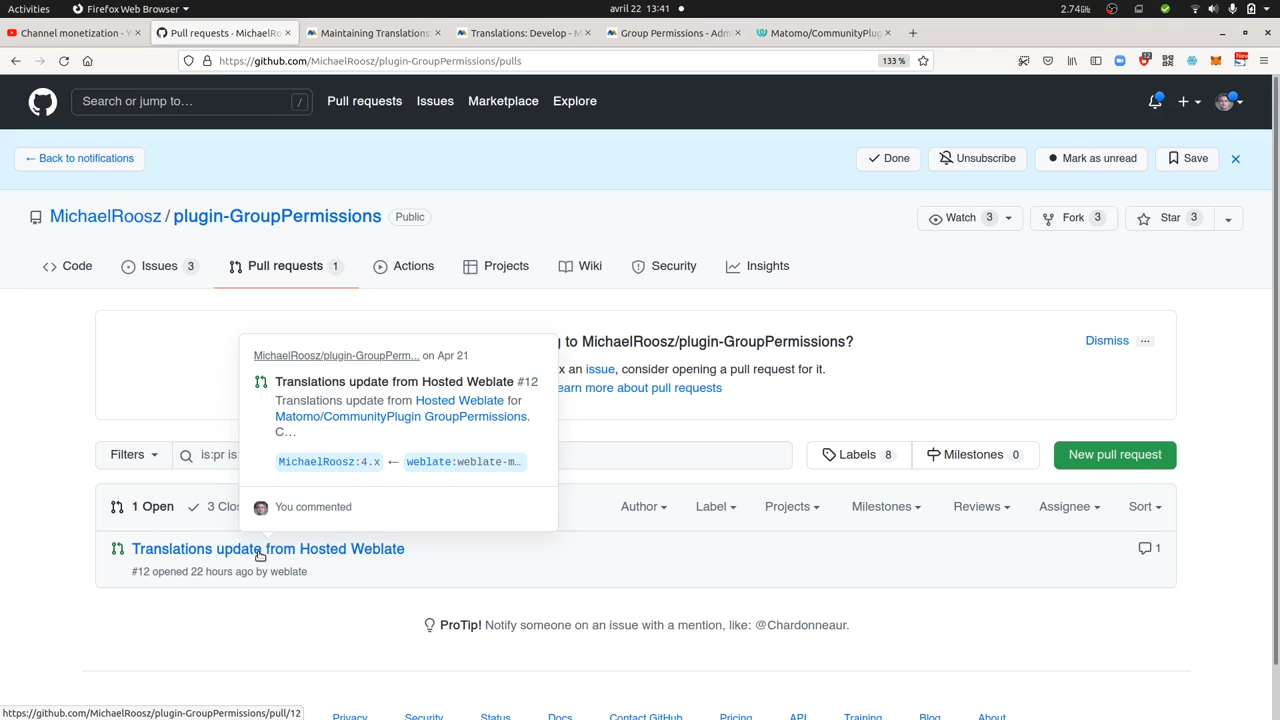 Activities
Firefox Web Browser
avril 22 13:41
2.74GHz
Channel monetization - Y
Pull requests · MichaelRo
Maintaining Translations:
Translations: Develop - M
Group Permissions - Adm
Matomo/CommunityPlug
https://github.com/MichaelRoosz/plugin-GroupPermissions/pulls
133 %
12
New
Search or jump to…
/
Pull requests
Issues
Marketplace
Explore
← Back to notifications
Done
Unsubscribe
Mark as unread
Save
MichaelRoosz / plugin-GroupPermissions
Public
Watch 3
Fork 3
Star 3
Code
Issues 3
Pull requests 1
Actions
Projects
Wiki
Security
Insights
to MichaelRoosz/plugin-GroupPermissions?
Dismiss
x an issue, consider opening a pull request for it.
earn more about pull requests
MichaelRoosz/plugin-GroupPerm... on Apr 21
Translations update from Hosted Weblate #12
Translations update from Hosted Weblate for
Matomo/CommunityPlugin GroupPermissions.
C…
MichaelRoosz:4.x ← weblate:weblate-m…
You commented
Filters
is:pr is:
Labels 8
Milestones 0
New pull request
1 Open
3 Clos
Author
Label
Projects
Milestones
Reviews
Assignee
Sort
Translations update from Hosted Weblate
1
#12 opened 22 hours ago by weblate
ProTip! Notify someone on an issue with a mention, like: @Chardonneaur.
https://github.com/MichaelRoosz/plugin-GroupPermissions/pull/12
Privacy
Security
Status
Docs
Contact GitHub
Pricing
API
Training
Blog
About